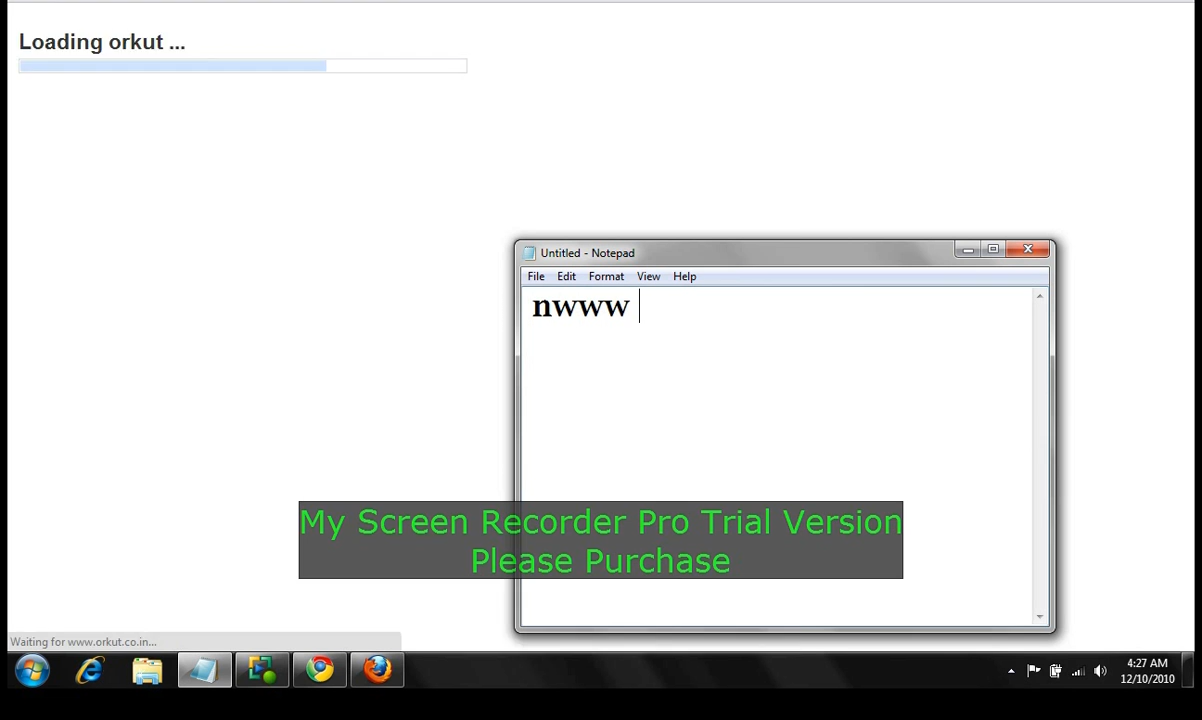 Loading orkut ...
Untitled - Notepad
File Edit Format View Help
nwww
My Screen Recorder Pro Trial Version
Please Purchase
Waiting for www.orkut.co.in...
4:27 AM
12/10/2010